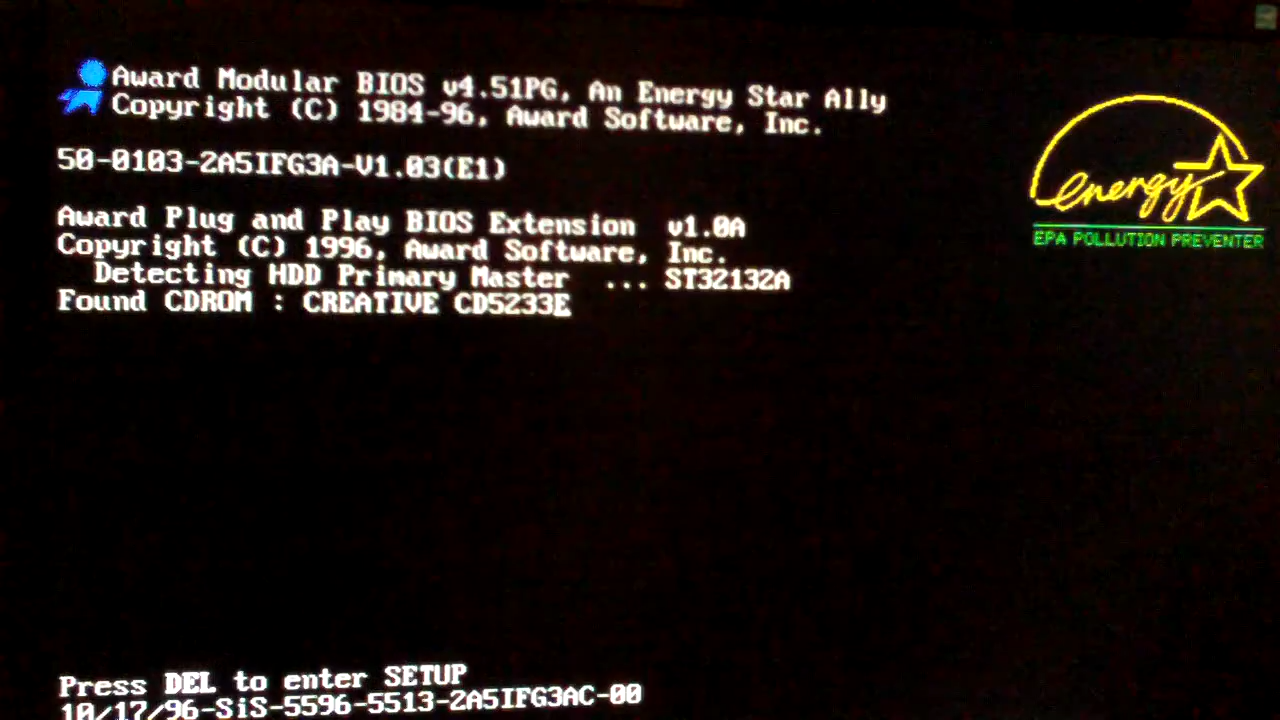 Award Modular BIOS v4.51PG, An Energy Star Ally
Copyright (C) 1984-96, Award Software, Inc.
50-0103-2A5IFG3A-V1.03(E1)
energy
EPA POLLUTION PREVENTER
Award Plug and Play BIOS Extension v1.0A
Copyright (C) 1996, Award Software, Inc.
Detecting HDD Primary Master ... ST32132A
Found CDROM : CREATIVE CD5233E
Press DEL to enter SETUP
10/17/96-SiS-5596-5513-2A5IFG3AC-00